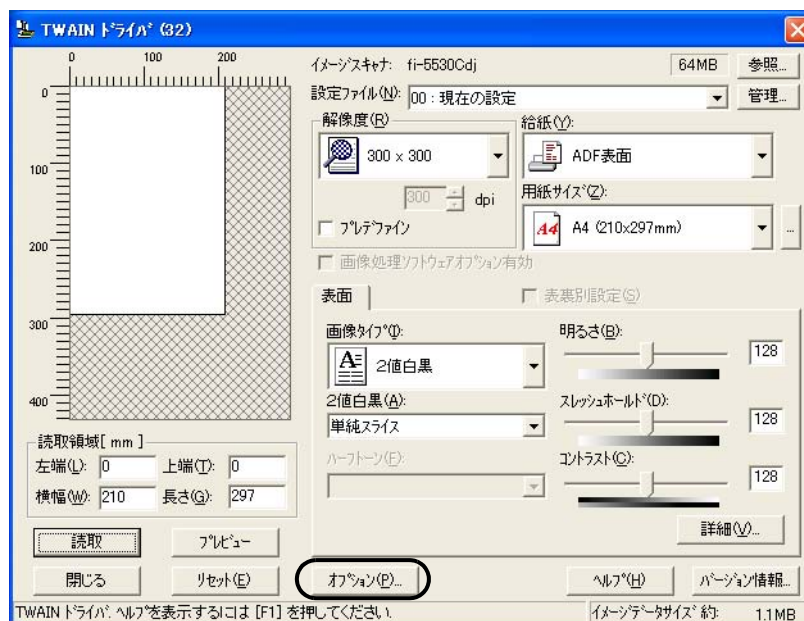 TWAIN ﾄﾞﾗｲﾊﾞ (32)
0 100 200
0
100
200
300
400
イメージスキャナ: fi-5530Cdj 64MB 参照...
設定ファイル(N): 00 : 現在の設定 管理...
解像度(R)
300 x 300
300 dpi
プレデファイン
給紙(Y):
ADF表面
用紙サイズ(Z):
A4 A4 (210x297mm) ...
画像処理ソフトウェアオプション有効
表面 表裏別設定(S)
画像タイプ(I):
2値白黒
2値白黒(A):
単純スライス
ハーフトーン(F):
明るさ(B):
128
スレッショールド(D):
128
コントラスト(C):
128
詳細(V)...
読取領域[ mm ]
左端(L): 0 上端(T): 0
横幅(W): 210 長さ(G): 297
読取 プレビュー
閉じる リセット(E) オプション(P)... ヘルプ(H) バージョン情報...
TWAIN ドライバ. ヘルプを表示するには [F1] を押してください. イメージデータサイズ 約: 1.1MB